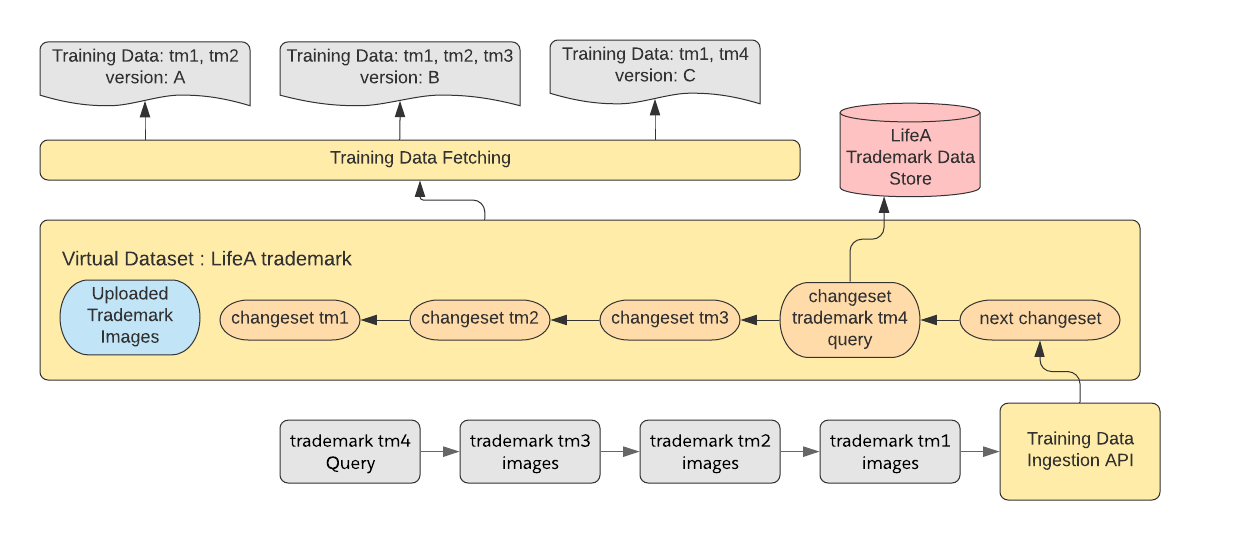 Training Data: tm1, tm2
version: A
Training Data: tm1, tm2, tm3
version: B
Training Data: tm1, tm4
version: C
Training Data Fetching
LifeA
Trademark Data
Store
Virtual Dataset : LifeA trademark
Uploaded
Trademark
Images
changeset tm1
changeset tm2
changeset tm3
changeset
trademark tm4
query
next changeset
trademark tm4
Query
trademark tm3
images
trademark tm2
images
trademark tm1
images
Training Data
Ingestion API